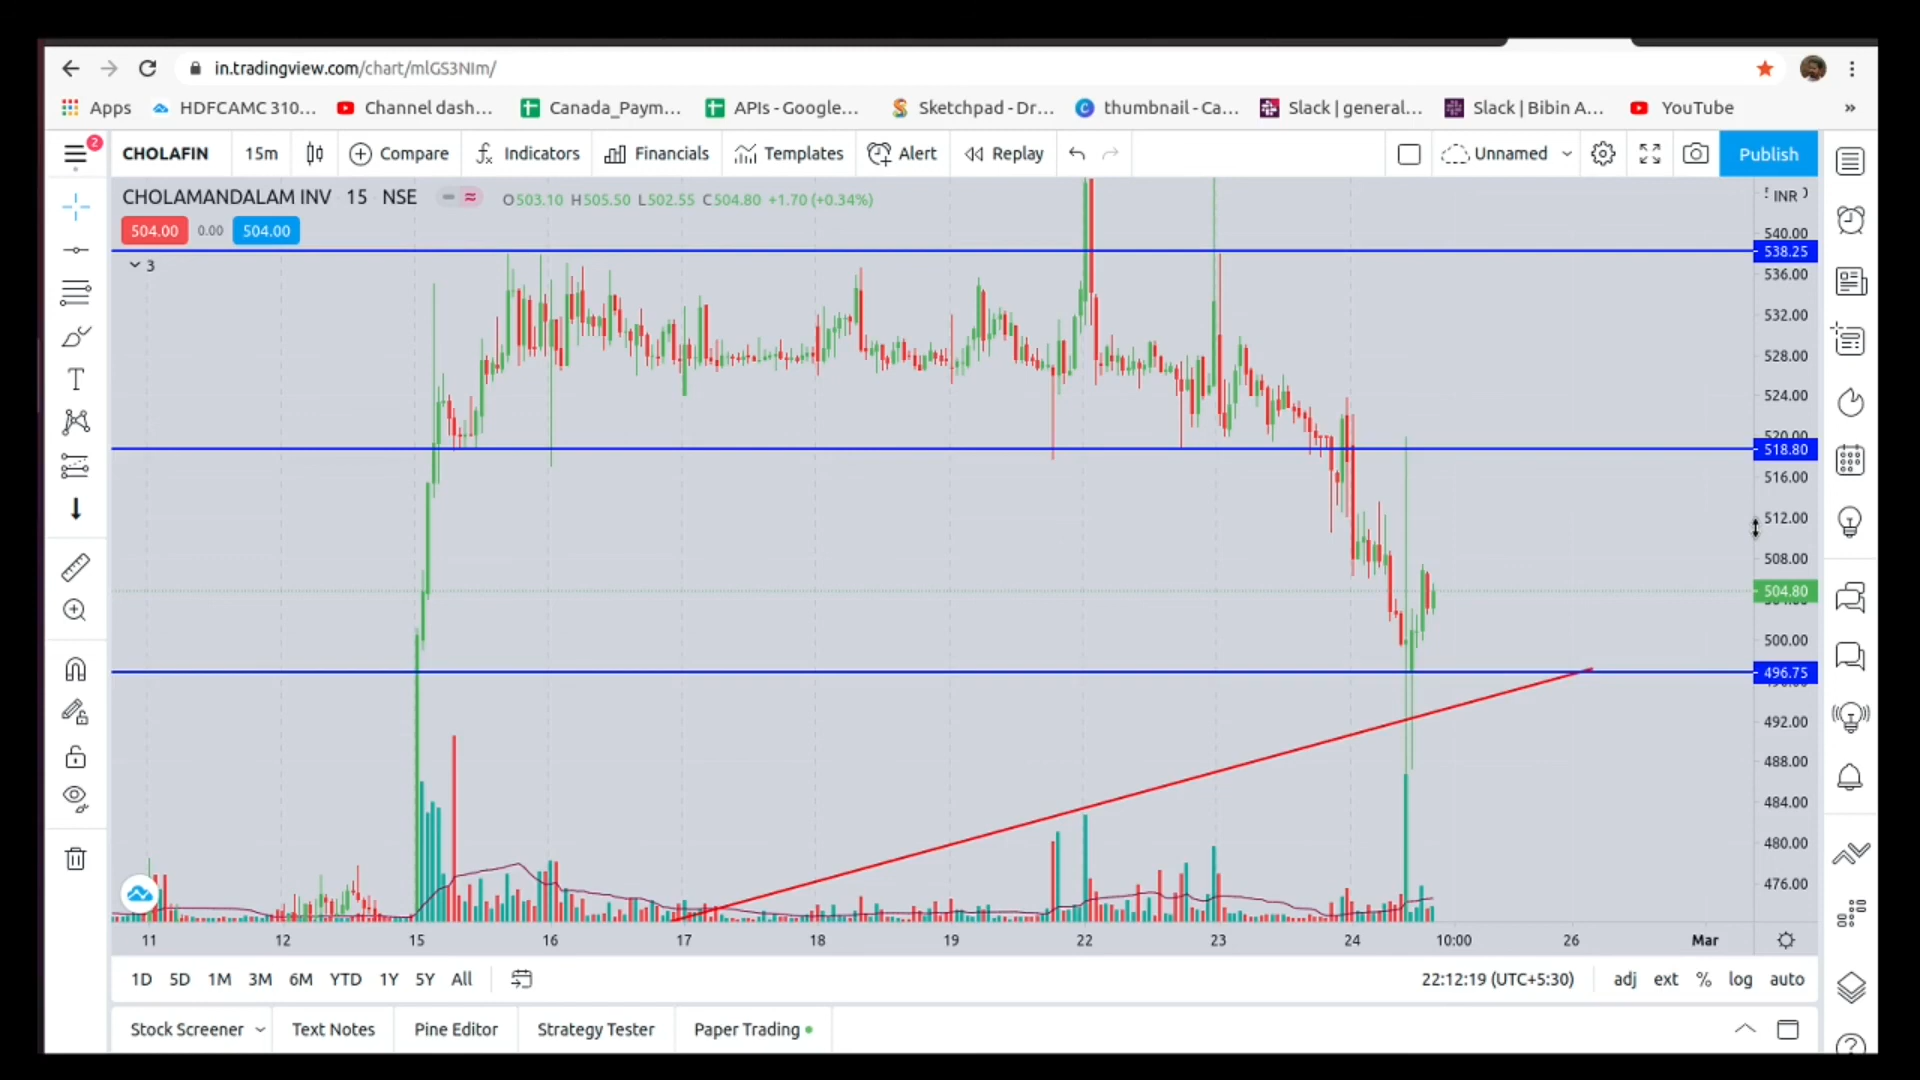 in.tradingview.com/chart/mlGS3NIm/
Apps HDFCAMC 310... Channel dash... Canada_Paym... APIs - Google... Sketchpad - Dr... thumbnail - Ca... Slack | general... Slack | Bibin A... YouTube »
2
CHOLAFIN 15m Compare Indicators Financials Templates Alert Replay Unnamed Publish
CHOLAMANDALAM INV 15 NSE O503.10 H505.50 L502.55 C504.80 +1.70 (+0.34%)
INR
504.00 0.00 504.00
3
540.00
538.25
536.00
532.00
528.00
524.00
520.00
518.80
516.00
512.00
508.00
504.80
500.00
496.75
492.00
488.00
484.00
480.00
476.00
11 12 15 16 17 18 19 22 23 24 10:00 26 Mar
1D 5D 1M 3M 6M YTD 1Y 5Y All 22:12:19 (UTC+5:30) adj ext % log auto
Stock Screener Text Notes Pine Editor Strategy Tester Paper Trading